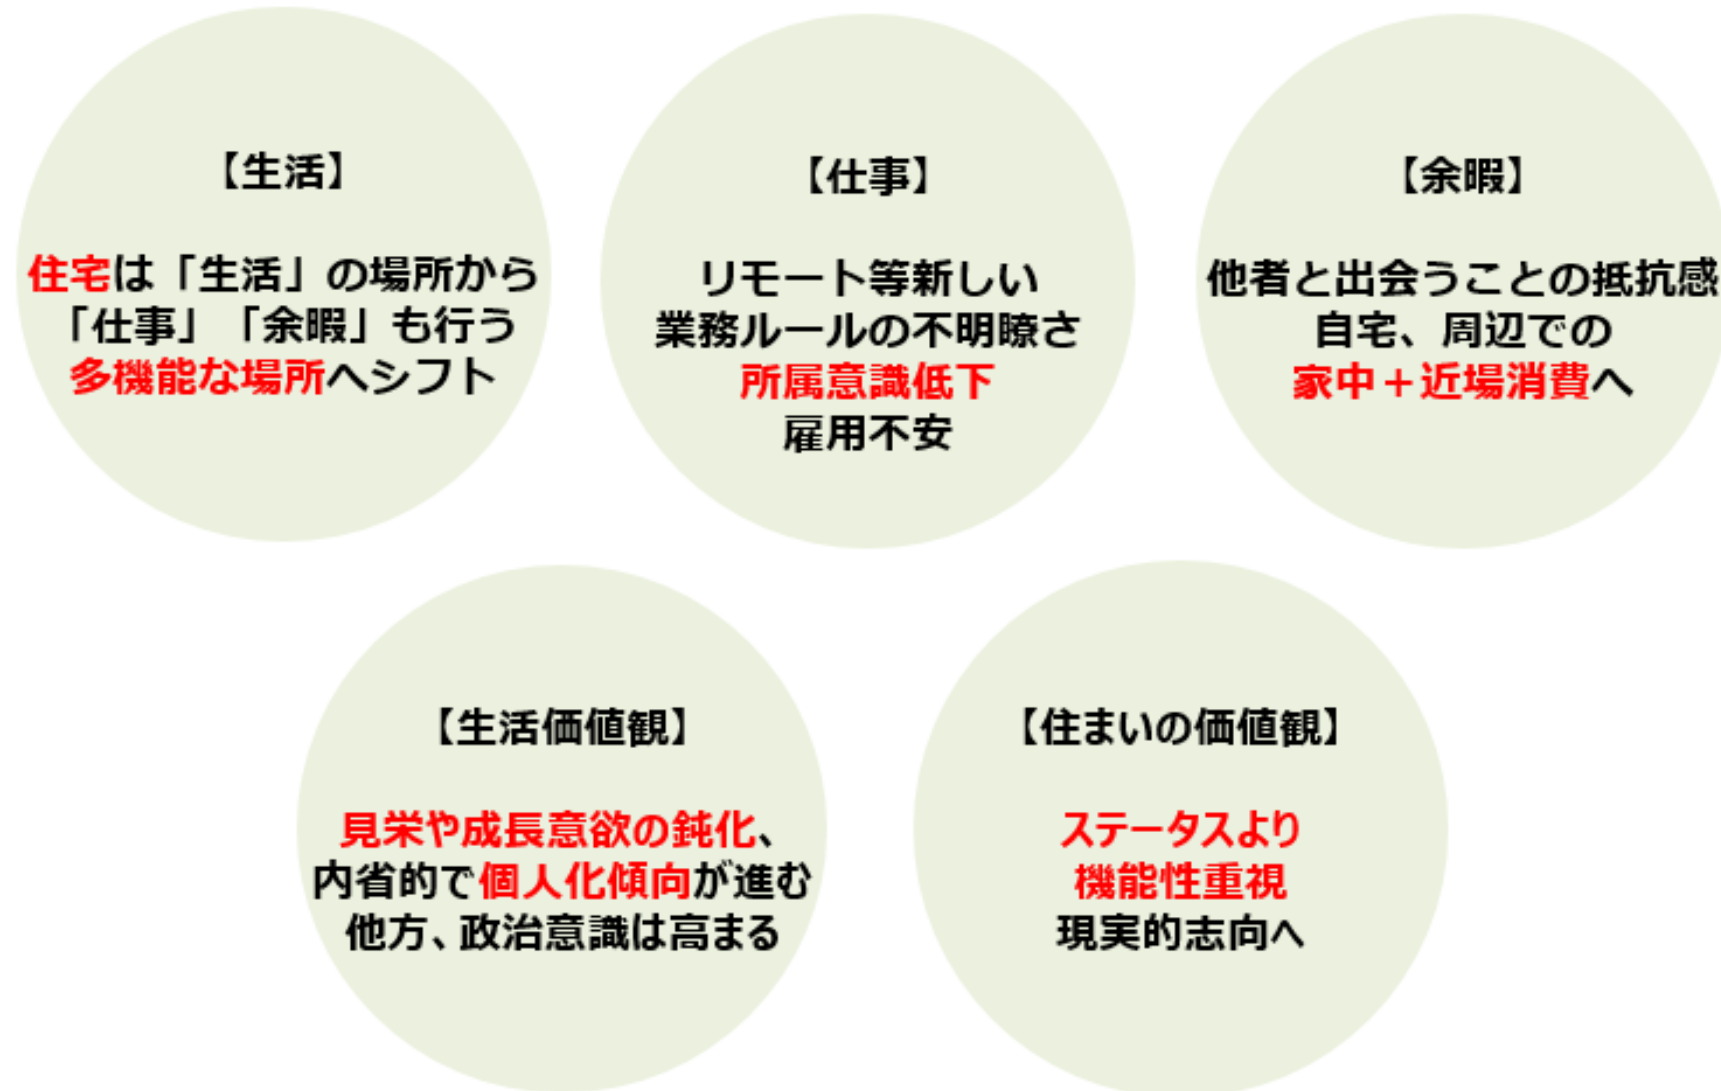 【生活】
住宅は「生活」の場所から
「仕事」「余暇」も行う
多機能な場所へシフト
【仕事】
リモート等新しい
業務ルールの不明瞭さ
所属意識低下
雇用不安
【余暇】
他者と出会うことの抵抗感
自宅、周辺での
家中＋近場消費へ
【生活価値観】
見栄や成長意欲の鈍化、
内省的で個人化傾向が進む
他方、政治意識は高まる
【住まいの価値観】
ステータスより
機能性重視
現実的志向へ